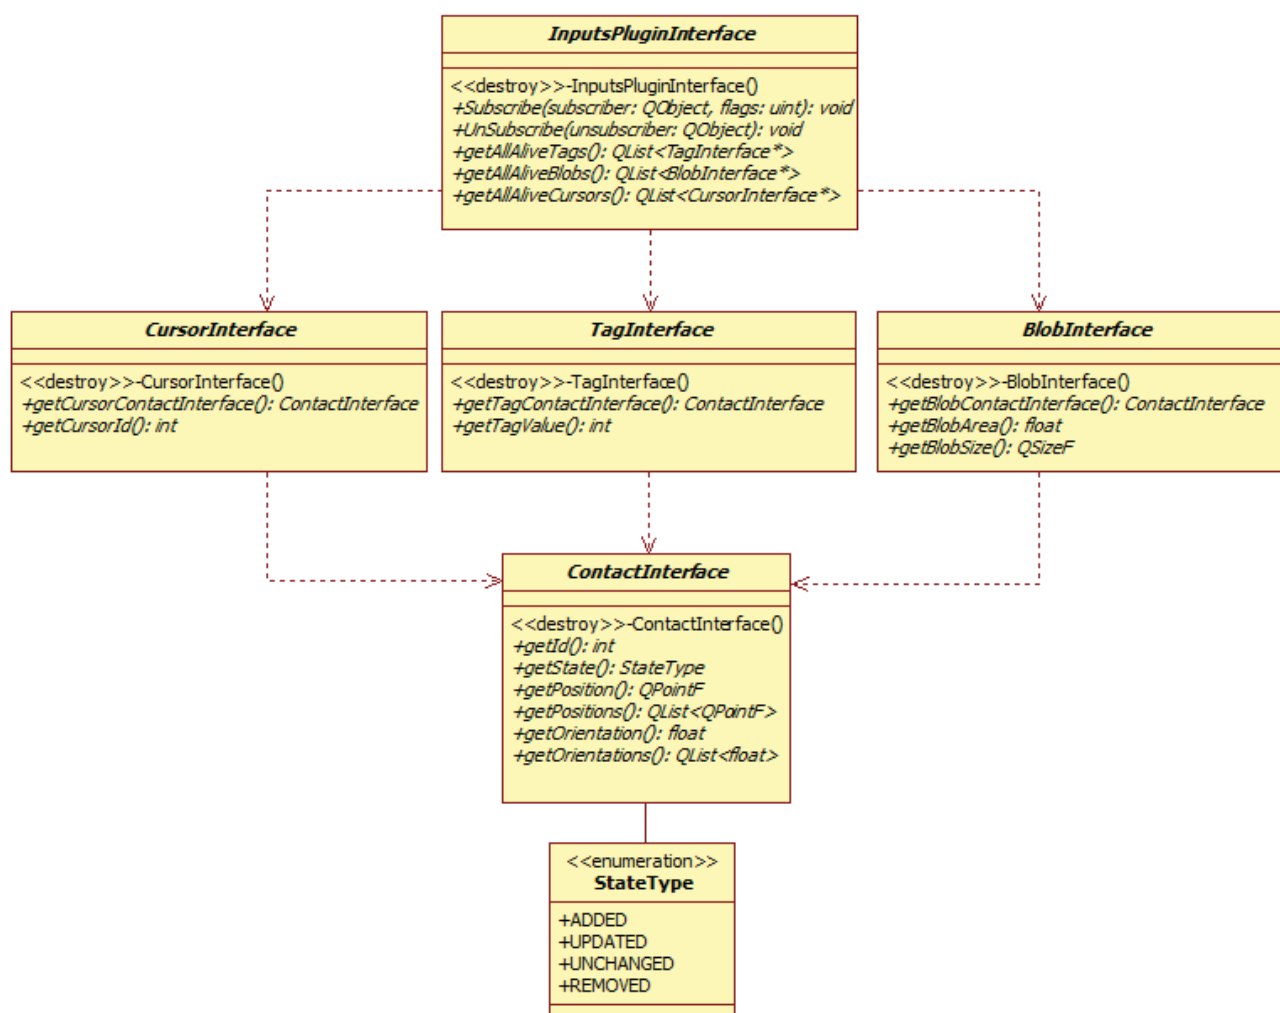 InputsPluginInterface
<<destroy>>-InputsPluginInterface()
+Subscribe(subscriber: QObject, flags: uint): void
+UnSubscribe(unsubscriber: QObject): void
+getAllAliveTags(): QList<TagInterface*>
+getAllAliveBlobs(): QList<BlobInterface*>
+getAllAliveCursors(): QList<CursorInterface*>
CursorInterface
<<destroy>>-CursorInterface()
+getCursorContactInterface(): ContactInterface
+getCursorId(): int
TagInterface
<<destroy>>-TagInterface()
+getTagContactInterface(): ContactInterface
+getTagValue(): int
BlobInterface
<<destroy>>-BlobInterface()
+getBlobContactInterface(): ContactInterface
+getBlobArea(): float
+getBlobSize(): QSizeF
ContactInterface
<<destroy>>-ContactInterface()
+getId(): int
+getState(): StateType
+getPosition(): QPointF
+getPositions(): QList<QPointF>
+getOrientation(): float
+getOrientations(): QList<float>
<<enumeration>>
StateType
+ADDED
+UPDATED
+UNCHANGED
+REMOVED